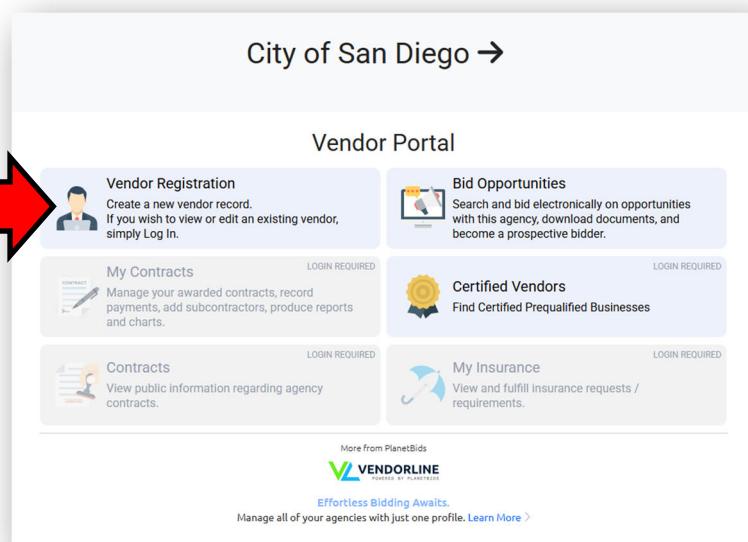 City of San Diego →
Vendor Portal
Vendor Registration
Create a new vendor record.
If you wish to view or edit an existing vendor,
simply Log In.
Bid Opportunities
Search and bid electronically on opportunities
with this agency, download documents, and
become a prospective bidder.
LOGIN REQUIRED
My Contracts
Manage your awarded contracts, record
payments, add subcontractors, produce reports
and charts.
CONTRACT
LOGIN REQUIRED
Certified Vendors
Find Certified Prequalified Businesses
LOGIN REQUIRED
Contracts
View public information regarding agency
contracts.
LOGIN REQUIRED
My Insurance
View and fulfill insurance requests /
requirements.
More from PlanetBids
VENDORLINE
POWERED BY PLANETBIDS
Effortless Bidding Awaits.
Manage all of your agencies with just one profile. Learn More >